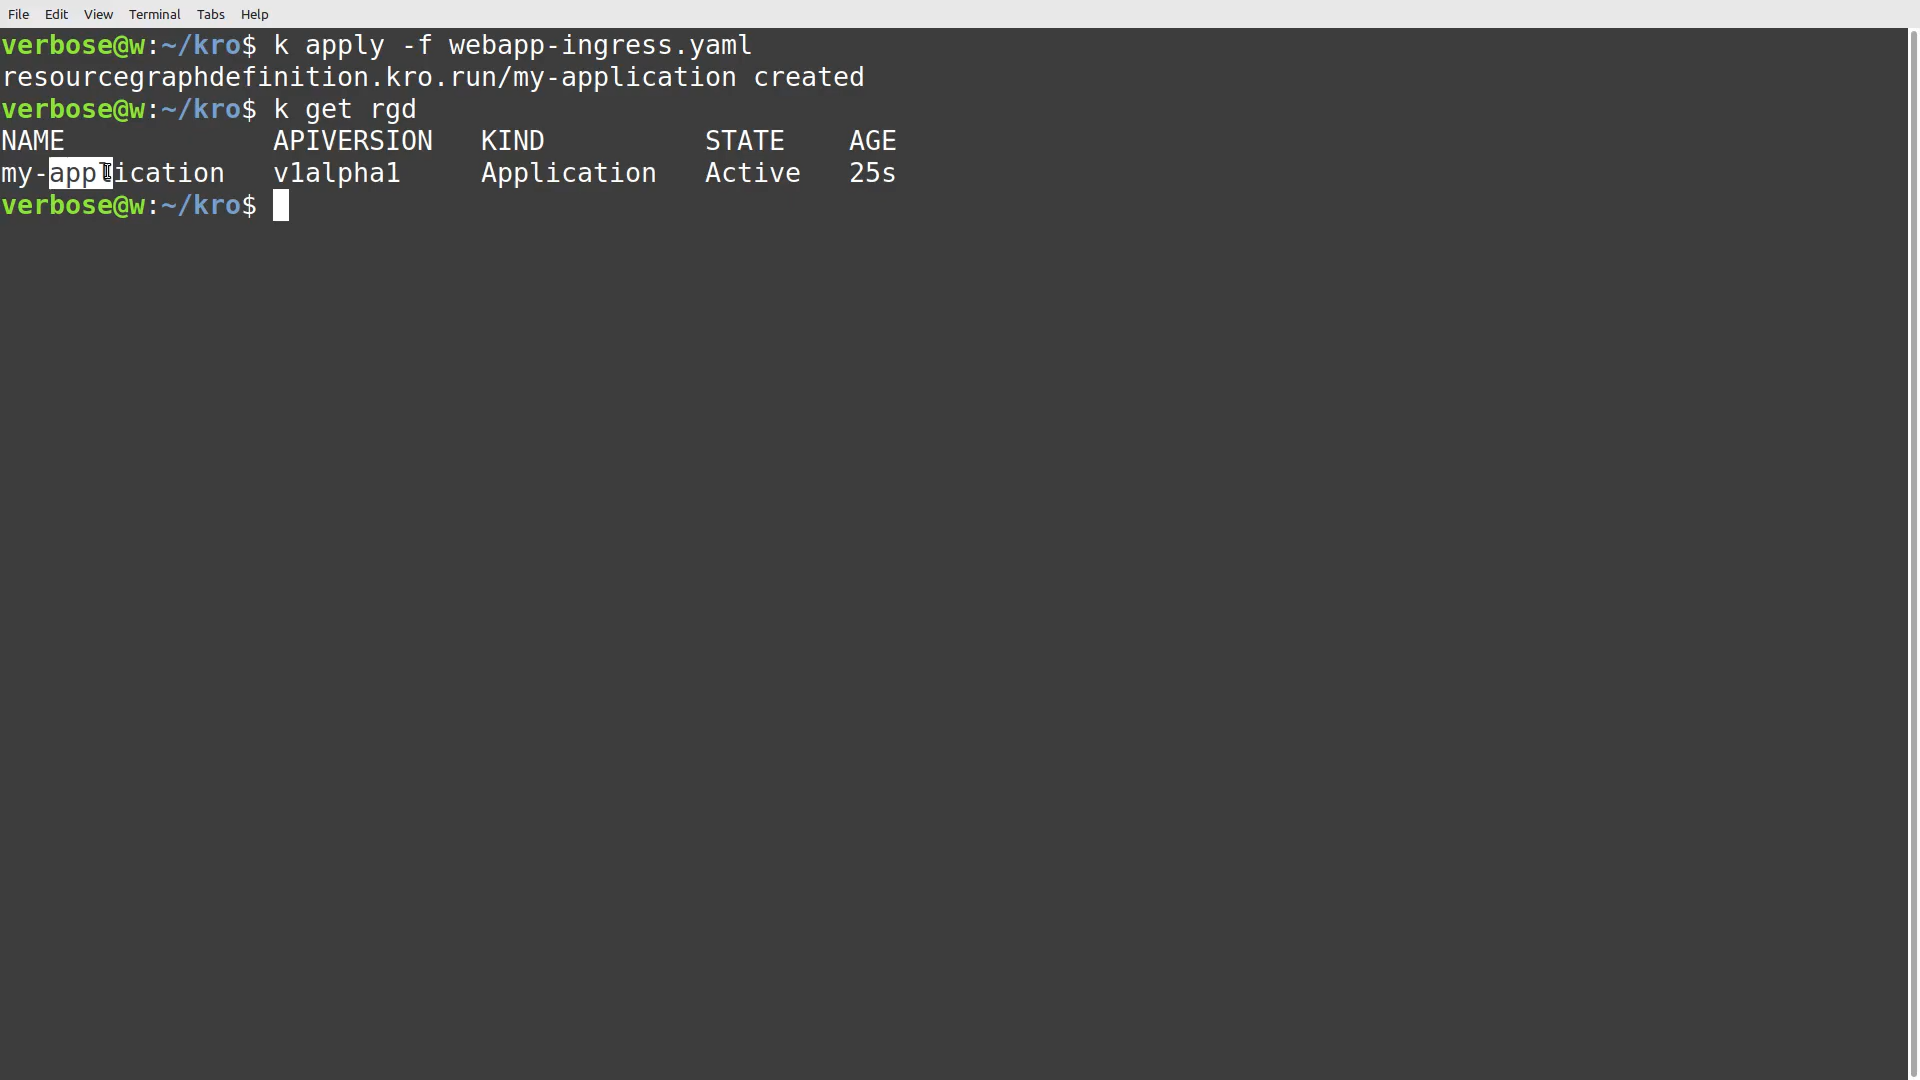 File Edit View Terminal Tabs Help
verbose@w:~/kro$ k apply -f webapp-ingress.yaml
resourcegraphdefinition.kro.run/my-application created
verbose@w:~/kro$ k get rgd
NAME APIVERSION KIND STATE AGE
my-application v1alpha1 Application Active 25s
verbose@w:~/kro$